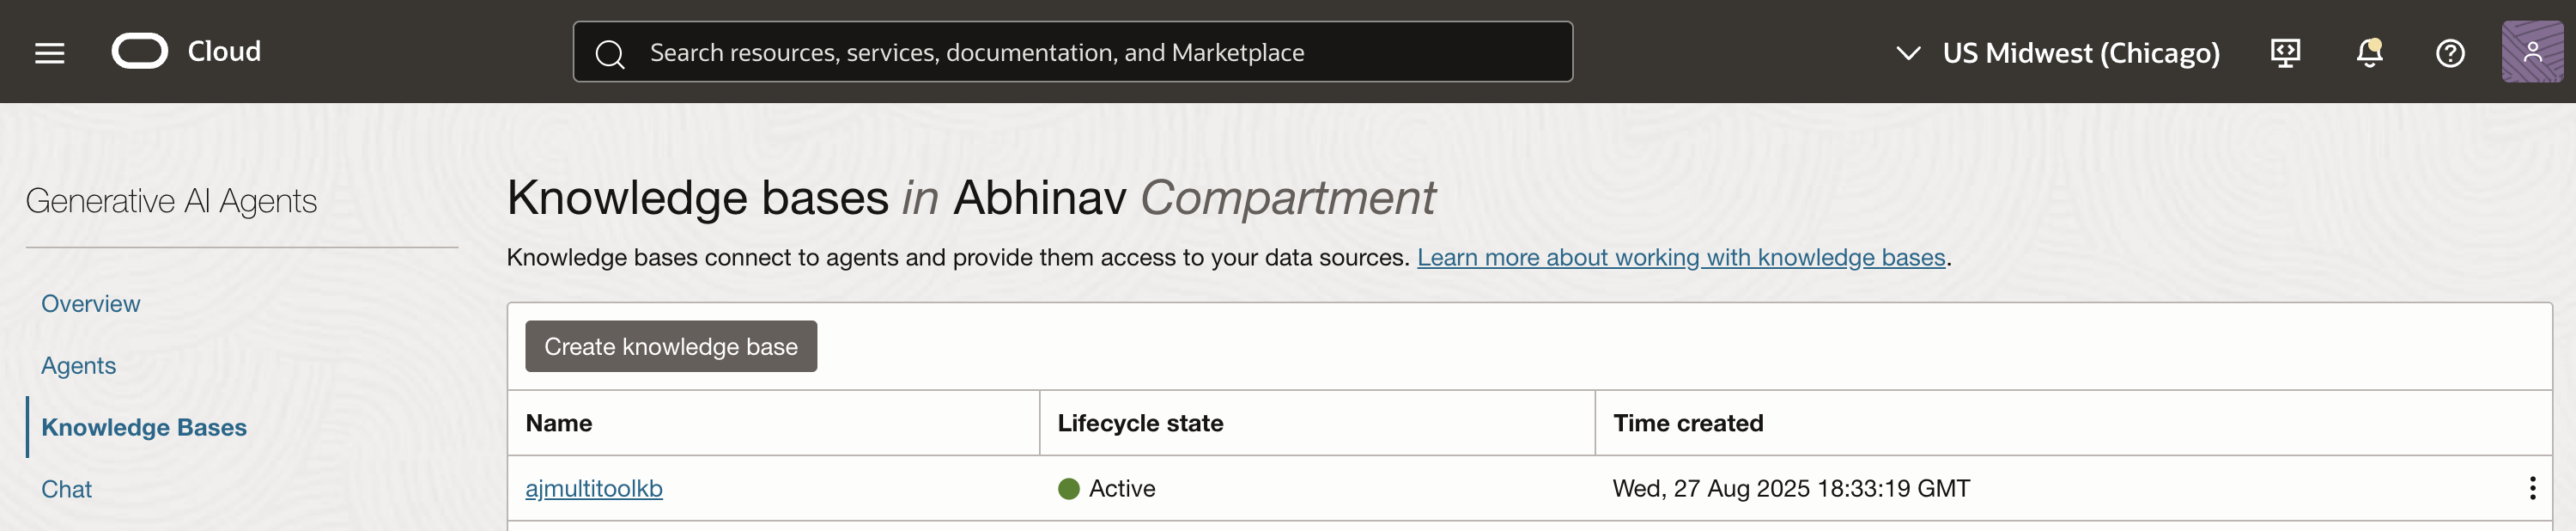 Cloud
Search resources, services, documentation, and Marketplace
US Midwest (Chicago)
Generative AI Agents
Overview
Agents
Knowledge Bases
Chat
Knowledge bases in Abhinav Compartment
Knowledge bases connect to agents and provide them access to your data sources. Learn more about working with knowledge bases.
Create knowledge base
Name Lifecycle state Time created
ajmultitoolkb Active Wed, 27 Aug 2025 18:33:19 GMT